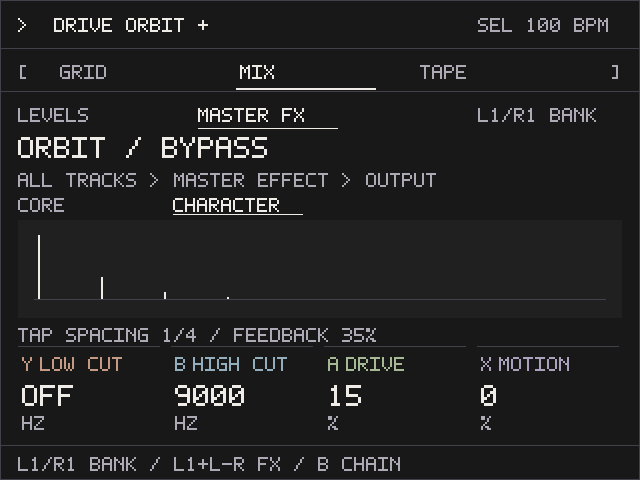 > DRIVE ORBIT + SEL 100 BPM
[ GRID MIX TAPE ]
LEVELS MASTER FX L1/R1 BANK
ORBIT / BYPASS
ALL TRACKS > MASTER EFFECT > OUTPUT
CORE CHARACTER
TAP SPACING 1/4 / FEEDBACK 35%
Y LOW CUT B HIGH CUT A DRIVE X MOTION
OFF 9000 15 0
HZ HZ % %
L1/R1 BANK / L1+L-R FX / B CHAIN